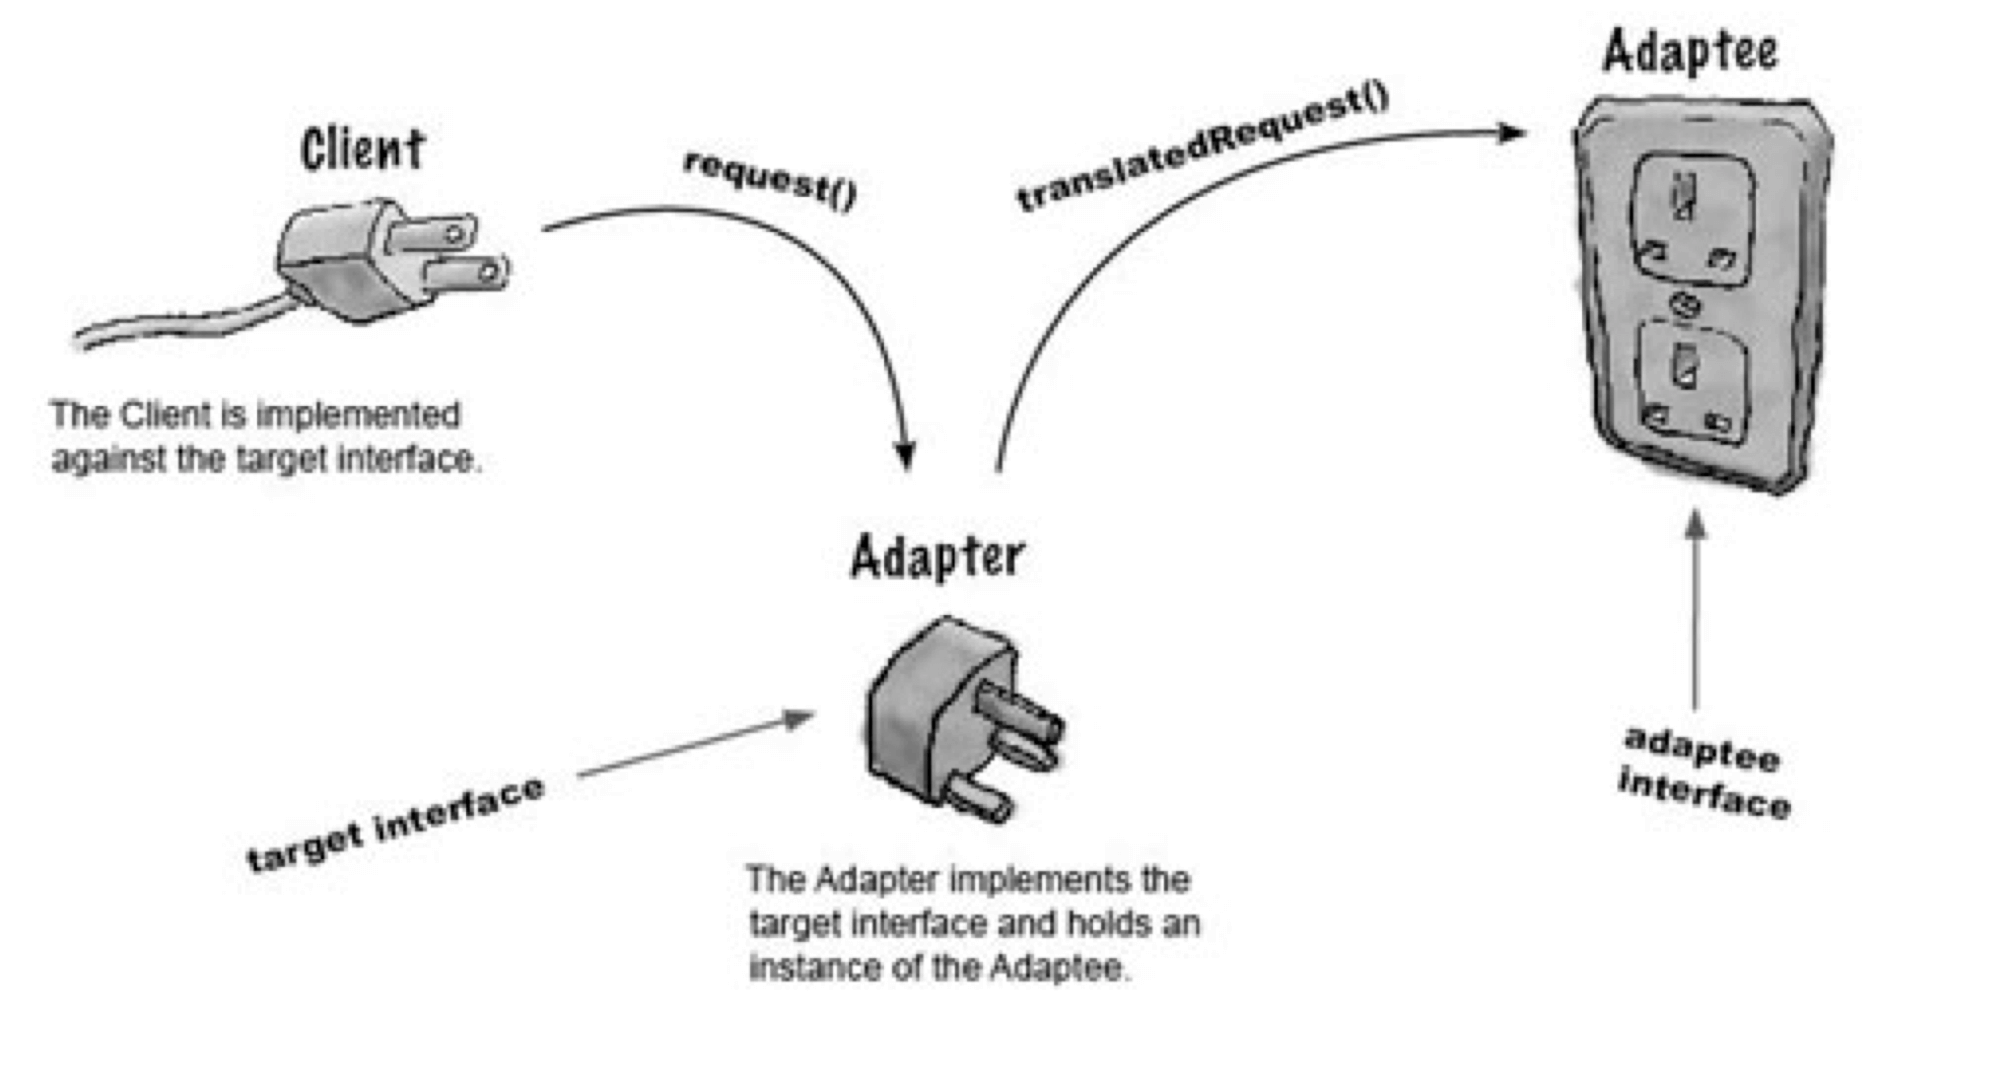 Adaptee
Client
request()
translatedRequest()
The Client is implemented
against the target interface.
Adapter
target interface
adaptee
interface
The Adapter implements the
target interface and holds an
instance of the Adaptee.